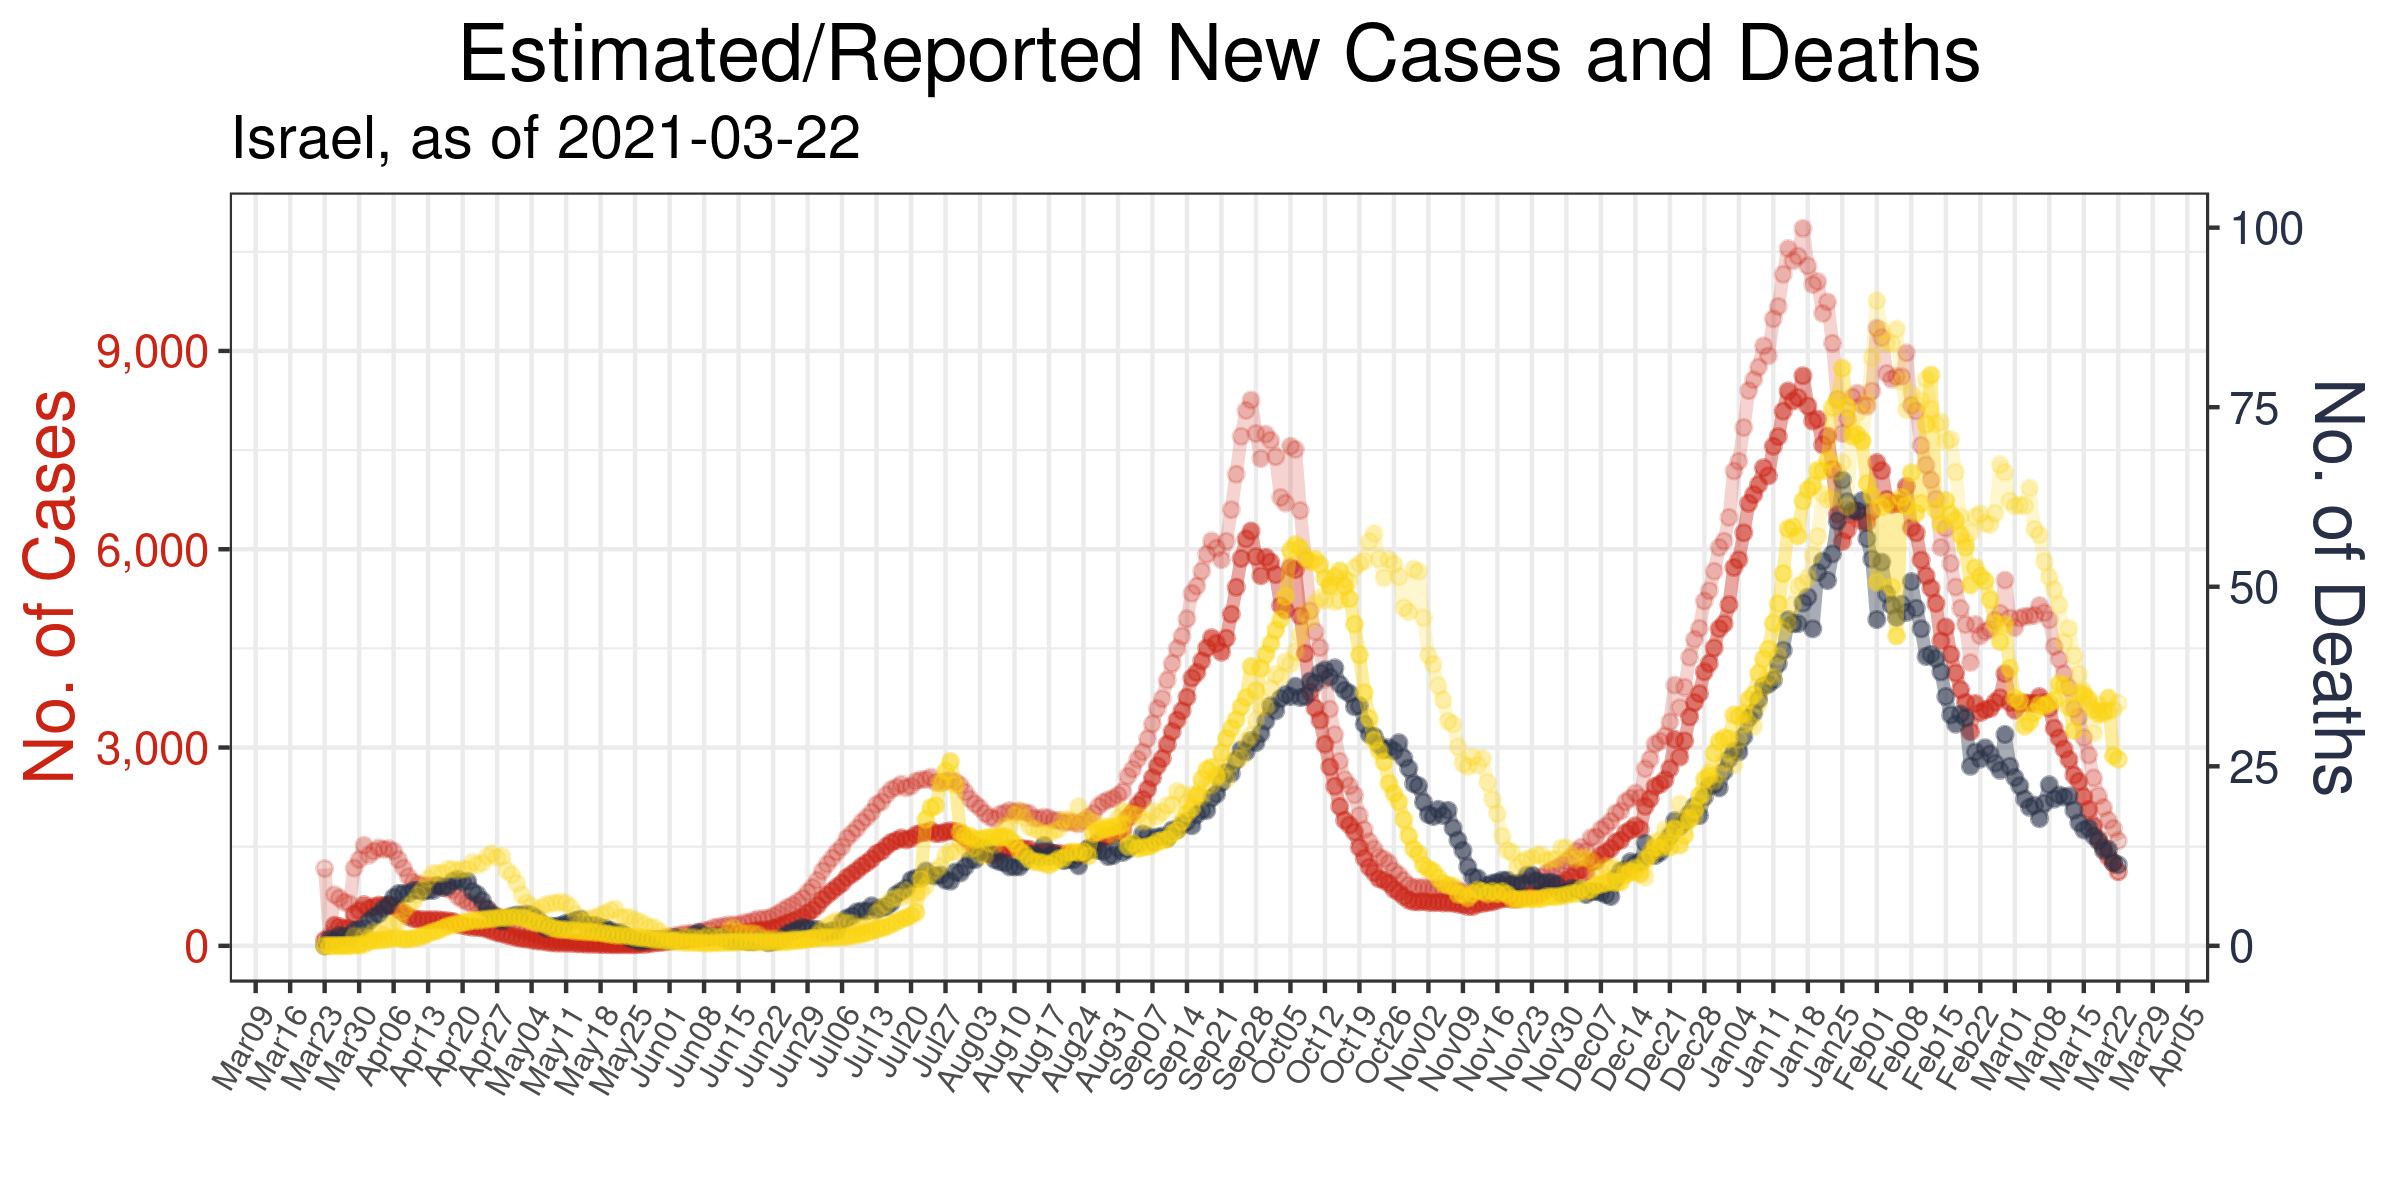 Estimated/Reported New Cases and Deaths
Israel, as of 2021-03-22
No. of Cases
9,000
6,000
3,000
0
100
75
50
25
0
No. of Deaths
Mar09
Mar16
Mar23
Mar30
Apr06
Apr13
Apr20
Apr27
May04
May11
May18
May25
Jun01
Jun08
Jun15
Jun22
Jun29
Jul06
Jul13
Jul20
Jul27
Aug03
Aug10
Aug17
Aug24
Aug31
Sep07
Sep14
Sep21
Sep28
Oct05
Oct12
Oct19
Oct26
Nov02
Nov09
Nov16
Nov23
Nov30
Dec07
Dec14
Dec21
Dec28
Dec04
Jan11
Jan18
Jan25
Feb01
Feb08
Feb15
Feb22
Mar01
Mar08
Mar15
Mar22
Mar29
Apr05